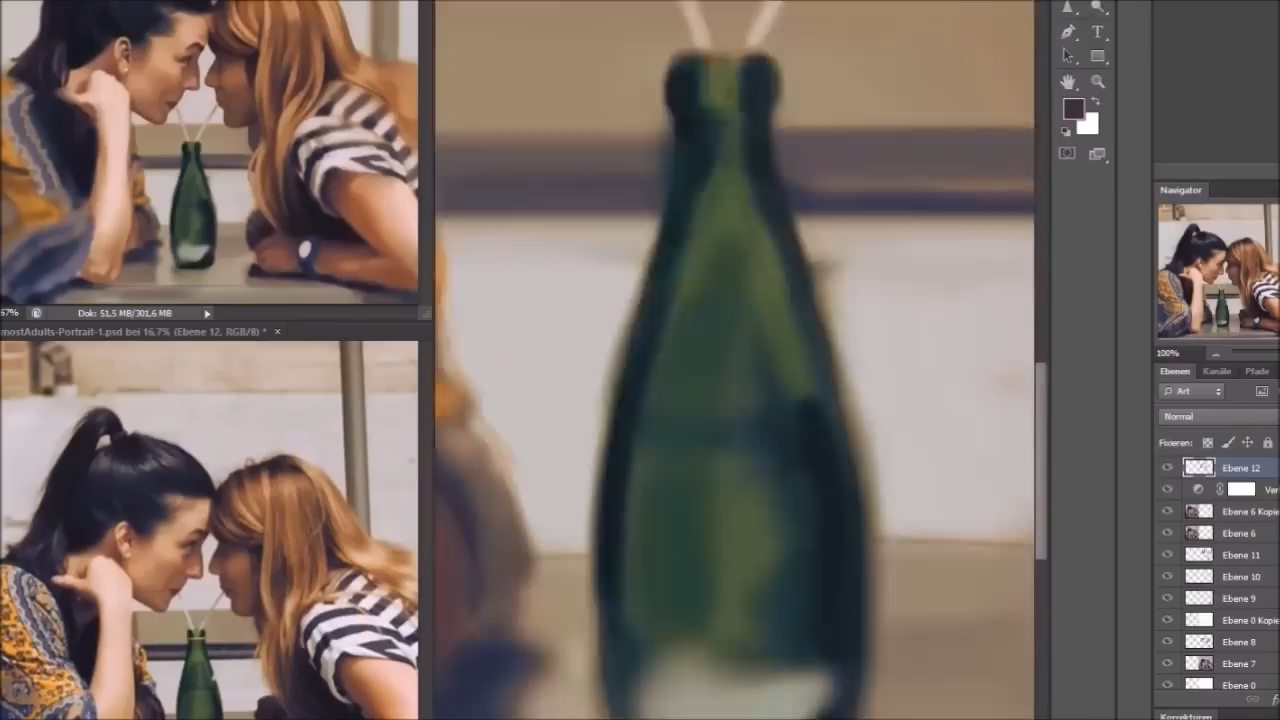 67%
Dok: 51,5 MB/301,6 MB
mostAdults-Portrait-1.psd bei 16,7% (Ebene 12, RGB/8) * ×
T
Navigator
100%
Ebenen Kanäle Pfade
Art
Normal
Fixieren:
Ebene 12
Ver
Ebene 6 Kopie
Ebene 6
Ebene 11
Ebene 10
Ebene 9
Ebene 0 Kopie
Ebene 8
Ebene 7
Ebene 0
Korrekturen